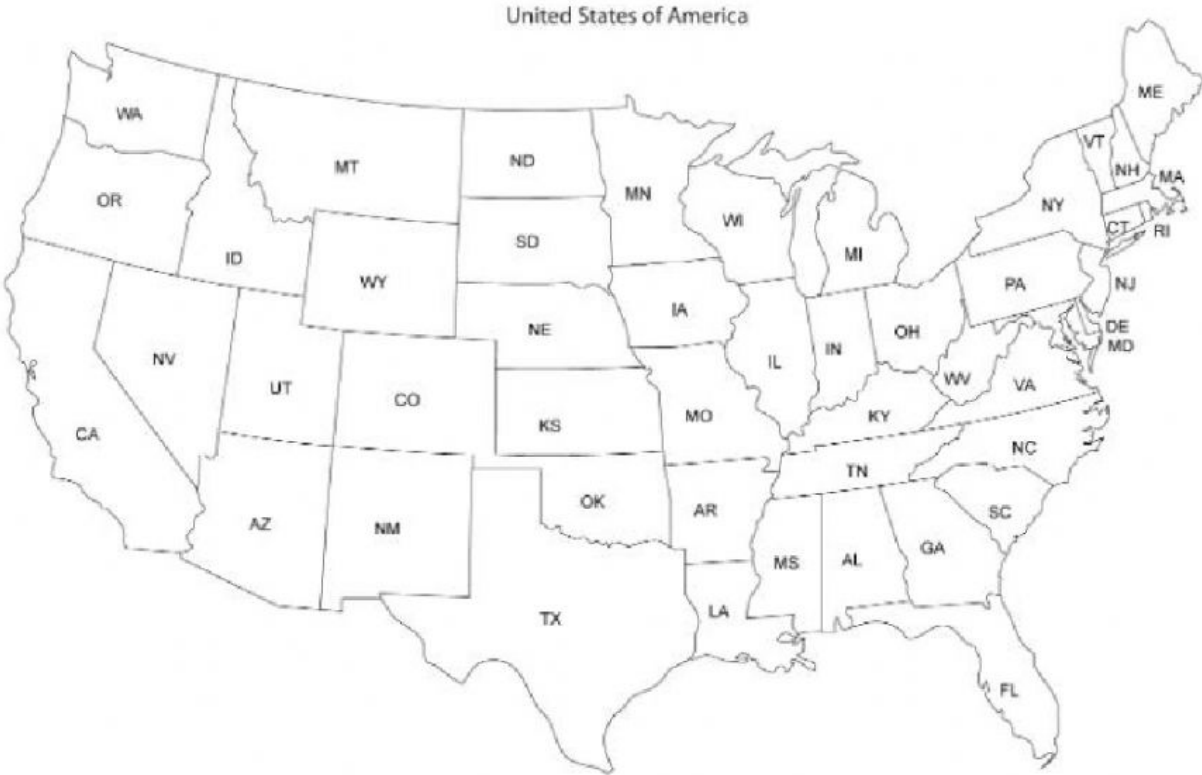 United States of America
WA
MT
ND
MN
ME
VT
NH
MA
OR
ID
WY
SD
WI
MI
NY
CT
RI
IA
PA
NJ
NE
NV
UT
CO
IL
IN
OH
DE
MD
WV
VA
CA
KS
MO
KY
NC
AZ
NM
OK
AR
TN
SC
TX
LA
MS
AL
GA
FL